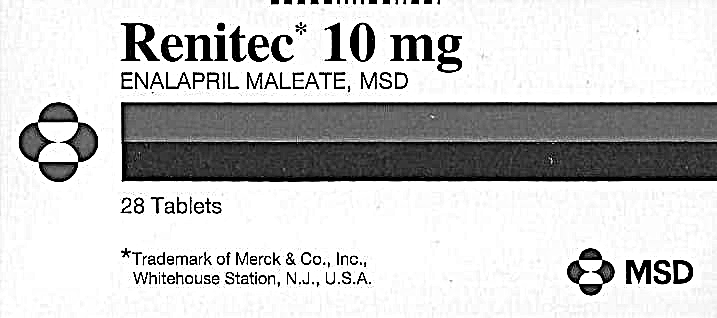 Renitec* 10 mg
ENALAPRIL MALEATE, MSD
28 Tablets
*Trademark of Merck & Co., Inc.,
Whitehouse Station, N.J., U.S.A.
MSD